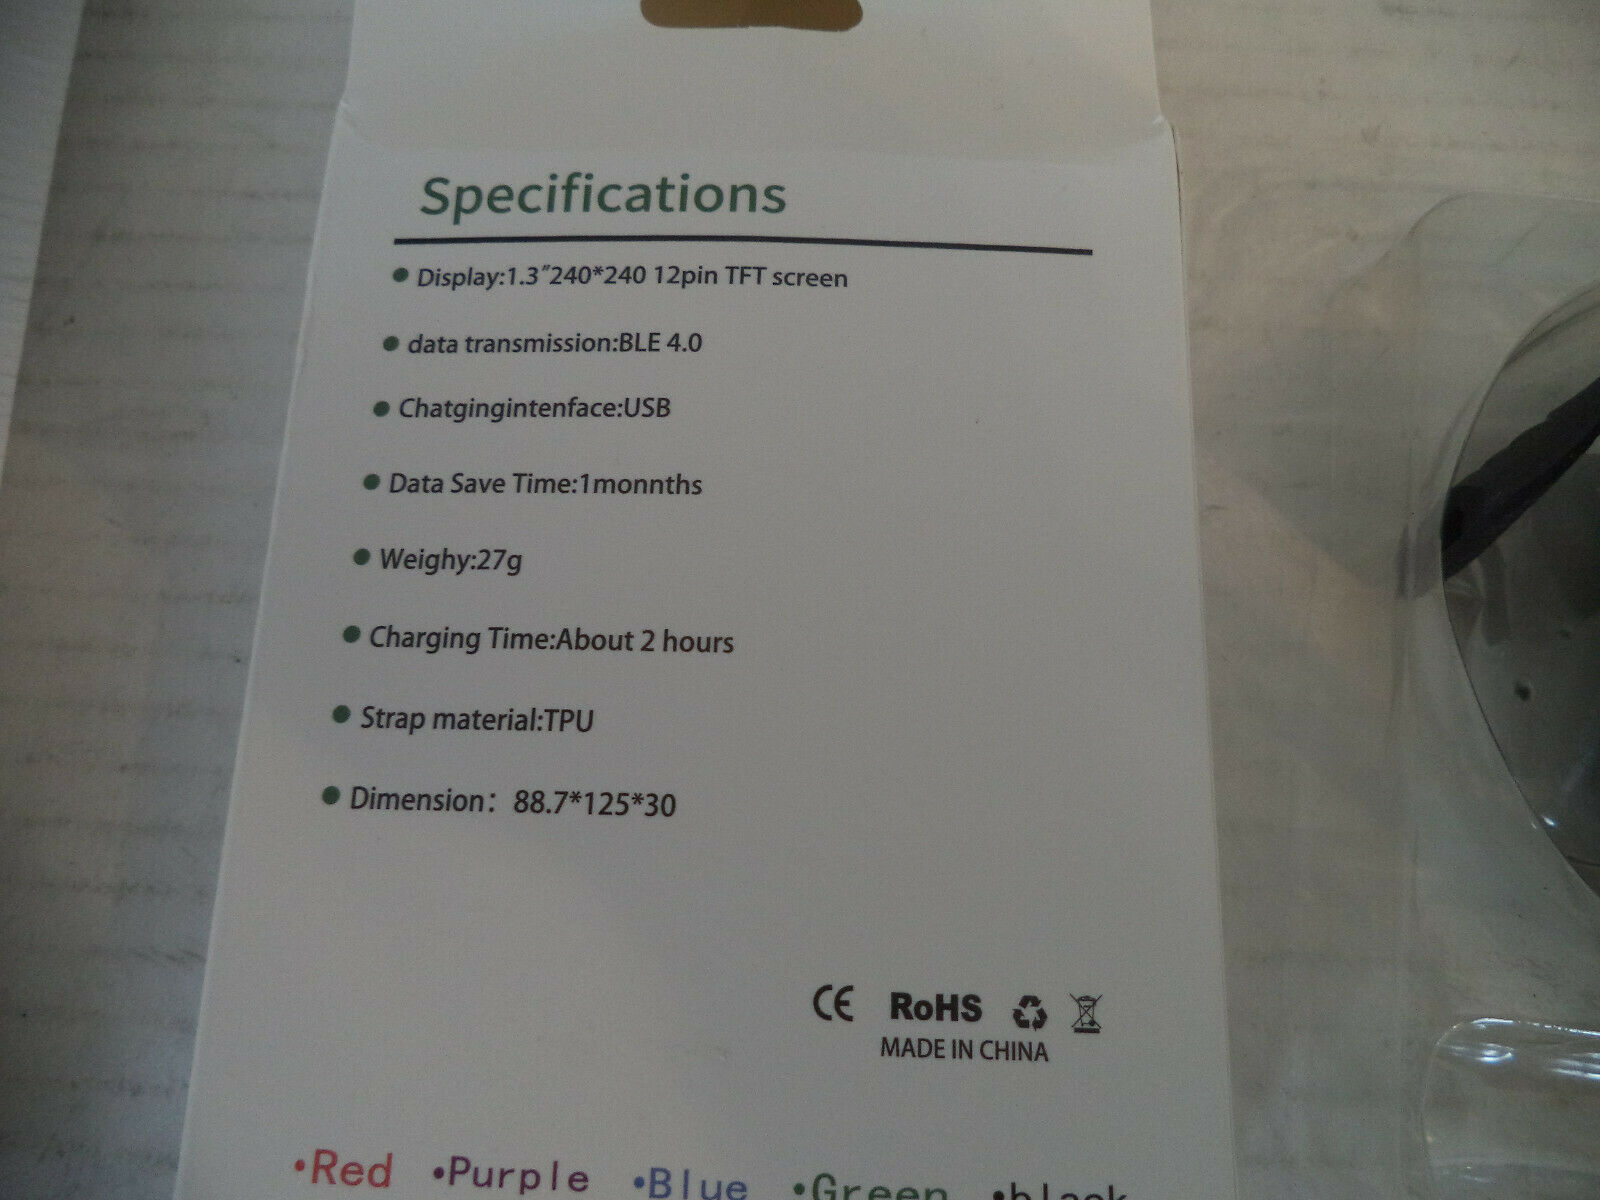 Specifications
Display:1.3"240*240 12pin TFT screen
data transmission:BLE 4.0
Chatgingintenface:USB
Data Save Time:1monnths
Weighy:27g
Charging Time:About 2 hours
Strap material:TPU
Dimension: 88.7*125*30
CE RoHS
MADE IN CHINA
•Red •Purple •Blue •Green •black